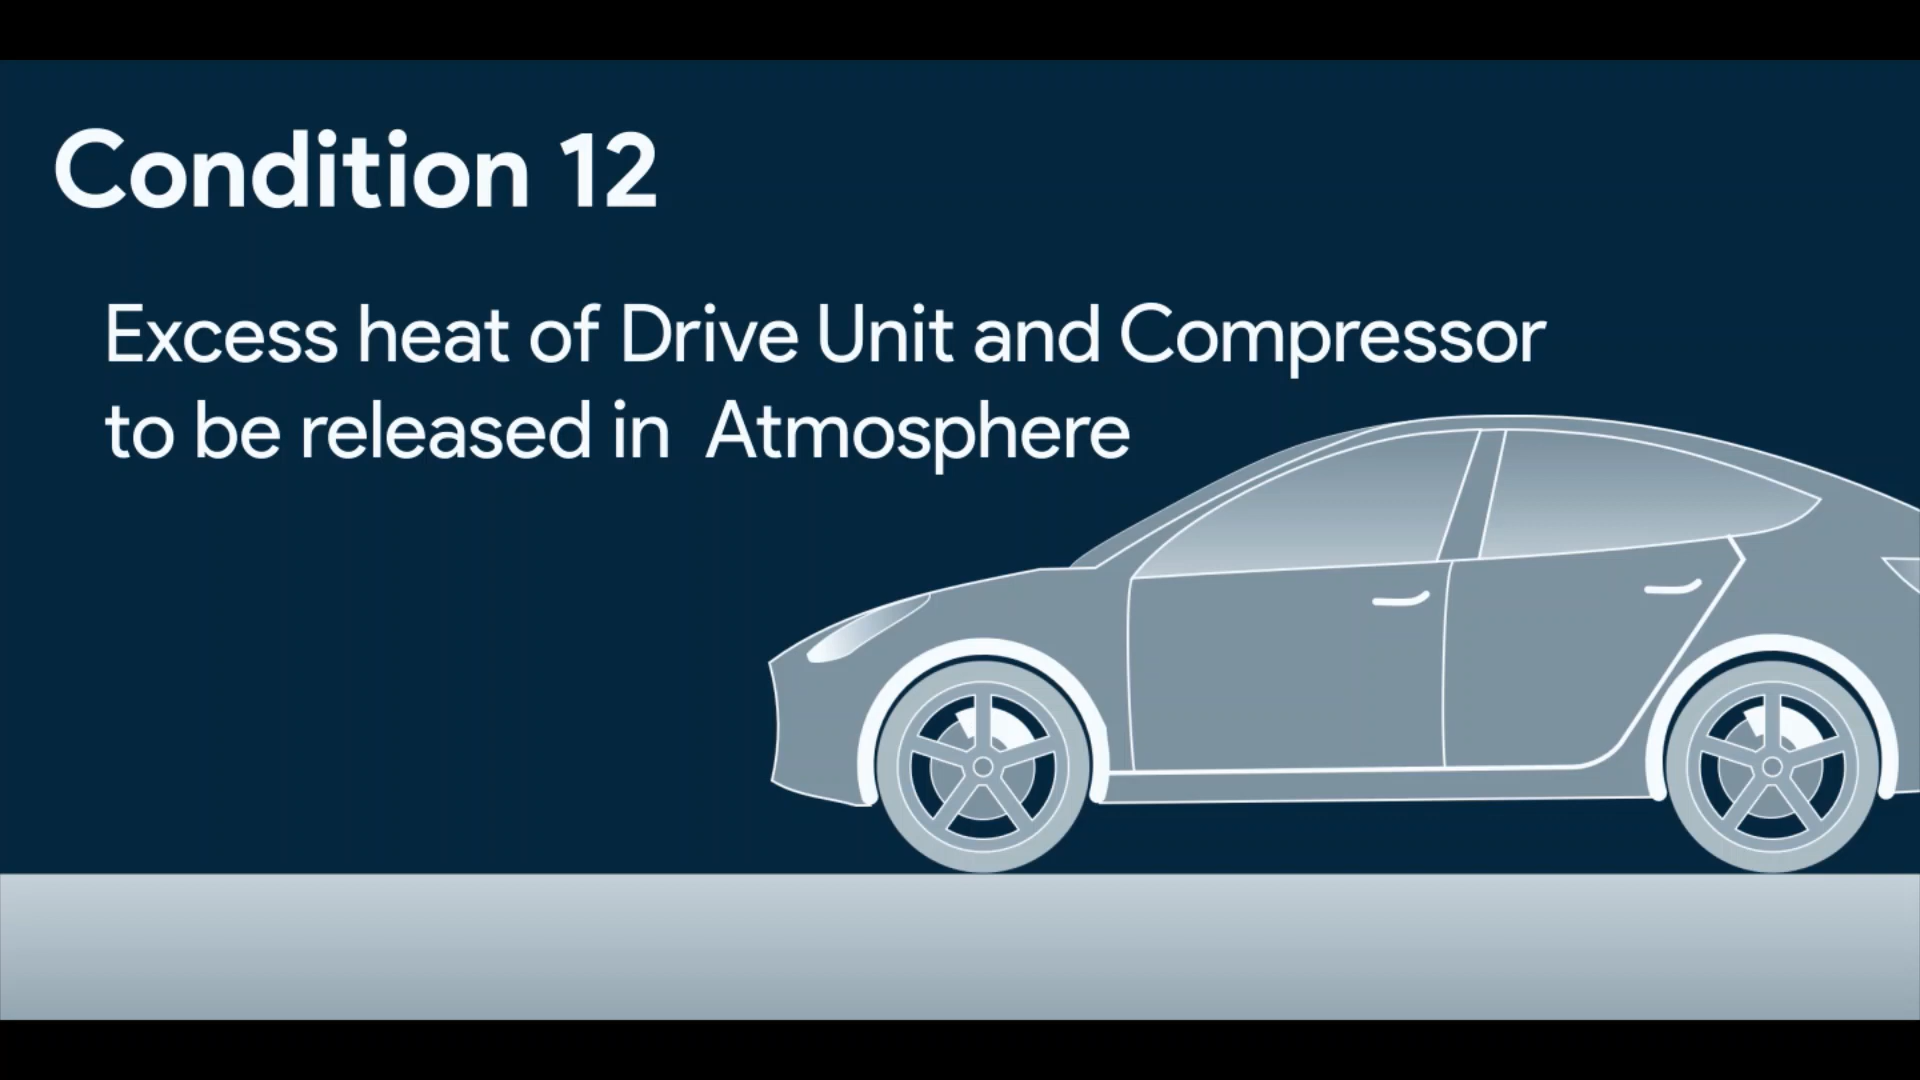 Condition 12
Excess heat of Drive Unit and Compressor
to be released in  Atmosphere